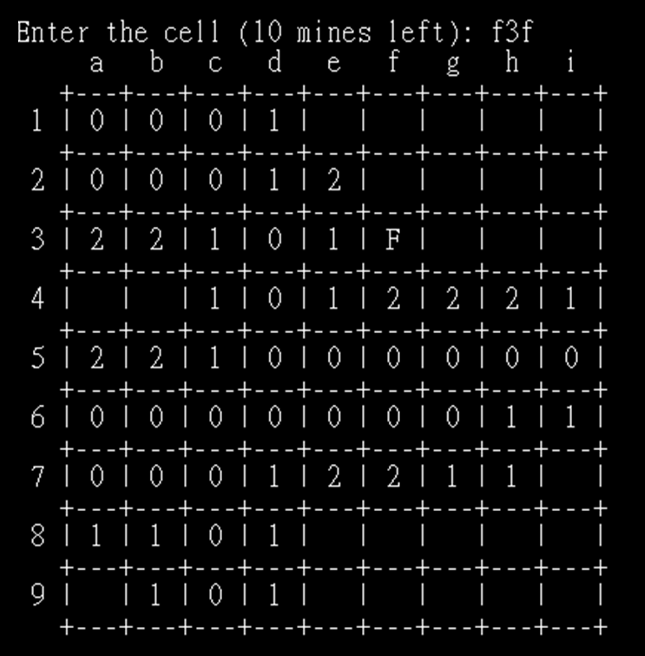 Enter the cell (10 mines left): f3f
     a   b   c   d   e   f   g   h   i
   +---+---+---+---+---+---+---+---+---+
 1 | 0 | 0 | 0 | 1 |   |   |   |   |   |
   +---+---+---+---+---+---+---+---+---+
 2 | 0 | 0 | 0 | 1 | 2 |   |   |   |   |
   +---+---+---+---+---+---+---+---+---+
 3 | 2 | 2 | 1 | 0 | 1 | F |   |   |   |
   +---+---+---+---+---+---+---+---+---+
 4 |   |   | 1 | 0 | 1 | 2 | 2 | 2 | 1 |
   +---+---+---+---+---+---+---+---+---+
 5 | 2 | 2 | 1 | 0 | 0 | 0 | 0 | 0 | 0 |
   +---+---+---+---+---+---+---+---+---+
 6 | 0 | 0 | 0 | 0 | 0 | 0 | 0 | 1 | 1 |
   +---+---+---+---+---+---+---+---+---+
 7 | 0 | 0 | 0 | 1 | 2 | 2 | 1 | 1 |   |
   +---+---+---+---+---+---+---+---+---+
 8 | 1 | 1 | 0 | 1 |   |   |   |   |   |
   +---+---+---+---+---+---+---+---+---+
 9 |   | 1 | 0 | 1 |   |   |   |   |   |
   +---+---+---+---+---+---+---+---+---+